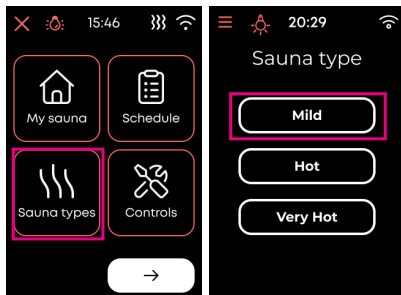 15:46
My sauna
Schedule
Sauna types
Controls
20:29
Sauna type
Mild
Hot
Very Hot